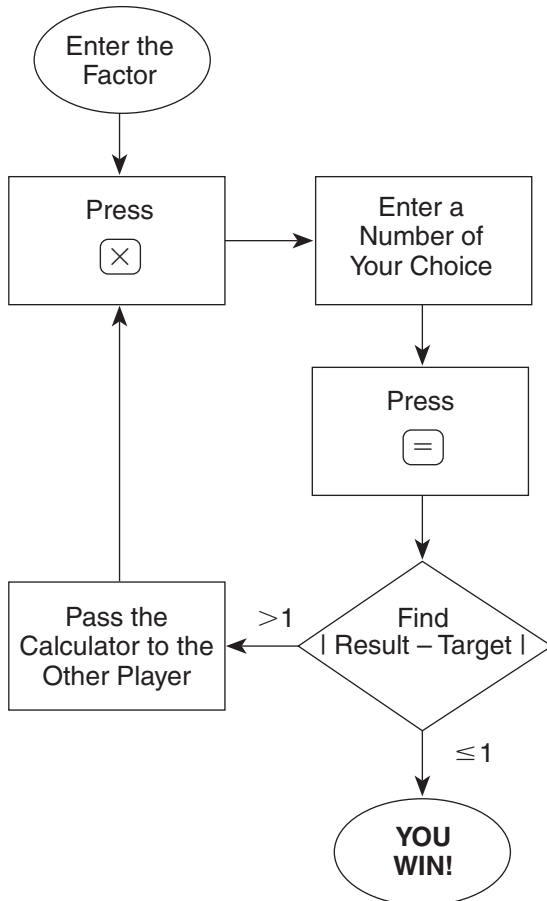 Enter the
Factor
Press
×
Enter a
Number of
Your Choice
Press
=
Find
| Result – Target |
>1
Pass the
Calculator to the
Other Player
≤1
YOU
WIN!